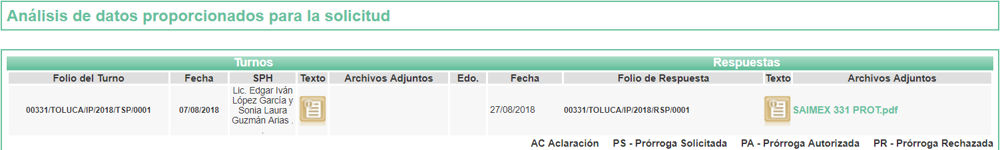 Análisis de datos proporcionados para la solicitud
Turnos Respuestas
Folio del Turno Fecha SPH Texto Archivos Adjuntos Edo. Fecha Folio de Respuesta Texto Archivos Adjuntos
00331/TOLUCA/IP/2018/TSP/0001 07/08/2018 Lic. Edgar Iván
López García y
Sonia Laura
Guzmán Arias .
.
27/08/2018 00331/TOLUCA/IP/2018/RSP/0001 SAIMEX 331 PROT.pdf
AC Aclaración PS - Prórroga Solicitada PA - Prórroga Autorizada PR - Prórroga Rechazada